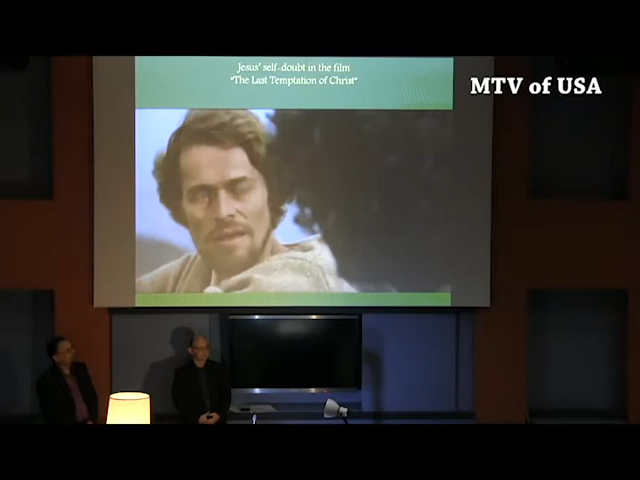 Jesus' self-doubt in the film
"The Last Temptation of Christ"
MTV of USA